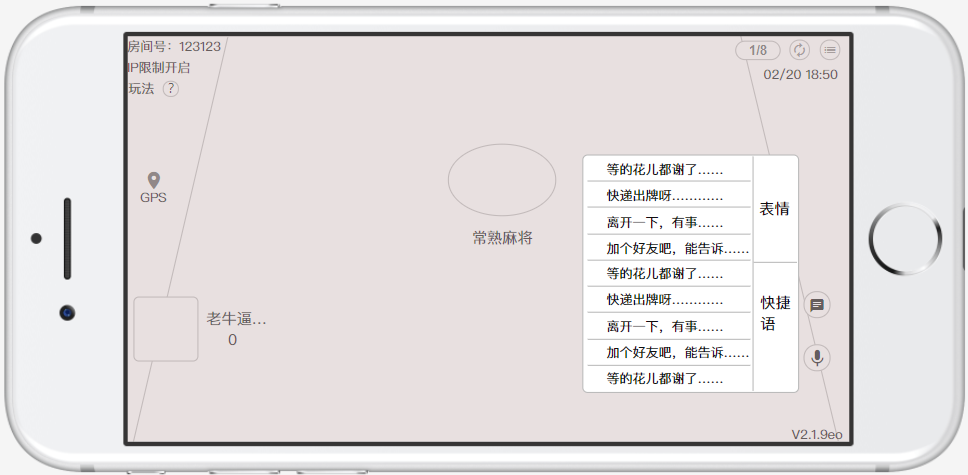 房间号：123123
1/8
IP限制开启
02/20 18:50
玩法 ?
GPS
常熟麻将
老牛逼...
0
等的花儿都谢了......
快递出牌呀............
离开一下，有事......
加个好友吧，能告诉......
等的花儿都谢了......
快递出牌呀............
离开一下，有事......
加个好友吧，能告诉......
等的花儿都谢了......
表情
快捷
语
V2.1.9eo